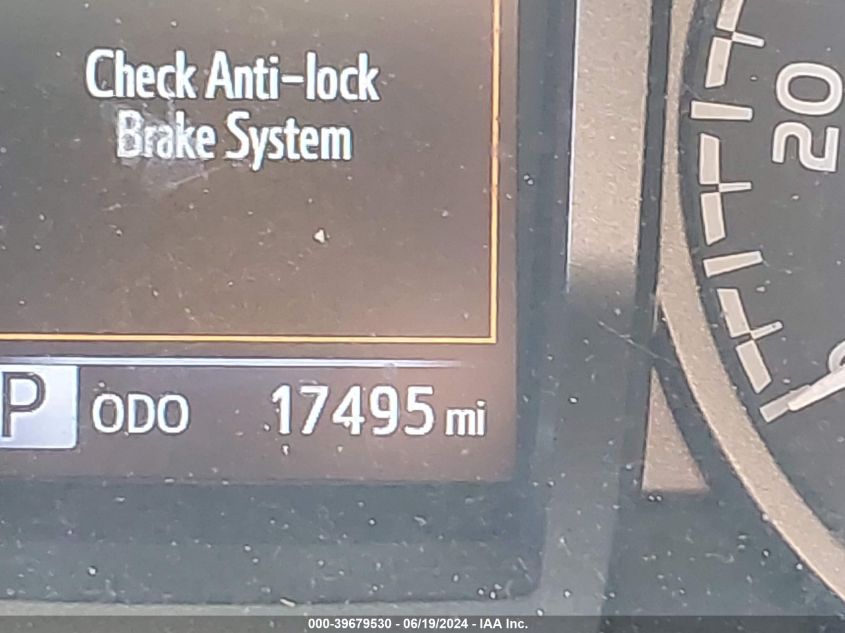 Check Anti-lock
Brake System
20
P ODO 17495 mi
000-39679530 - 06/19/2024 - IAA Inc.